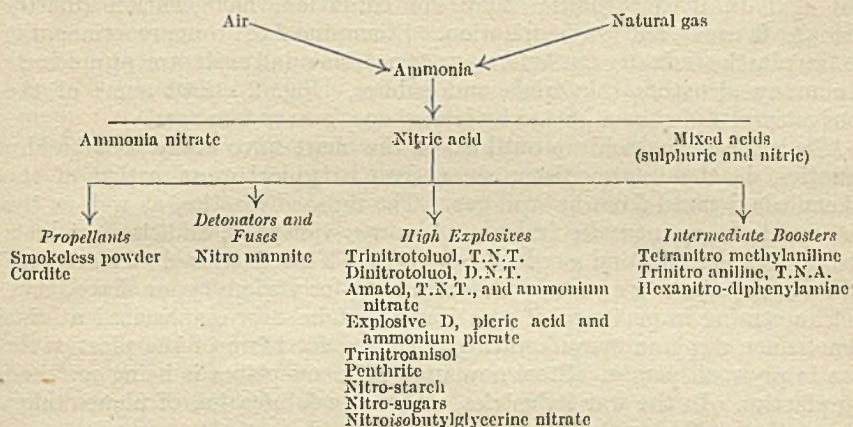 Air Natural gas
Ammonia
Ammonia nitrate Nitric acid Mixed acids
(sulphuric and nitric)
Propellants
Smokeless powder
Cordite
Detonators and
Fuses
Nitro mannite
High Explosives
Trinitrotoluol, T.N.T.
Dinitrotoluol, D.N.T.
Amatol, T.N.T., and ammonium
nitrate
Explosive D, picric acid and
ammonium picrate
Trinitroanisol
Penthrite
Nitro-starch
Nitro-sugars
Nitroisobutylglycerine nitrate
Intermediate Boosters
Tetranitro methylaniline
Trinitro aniline, T.N.A.
Hexanitro-diphenylamine